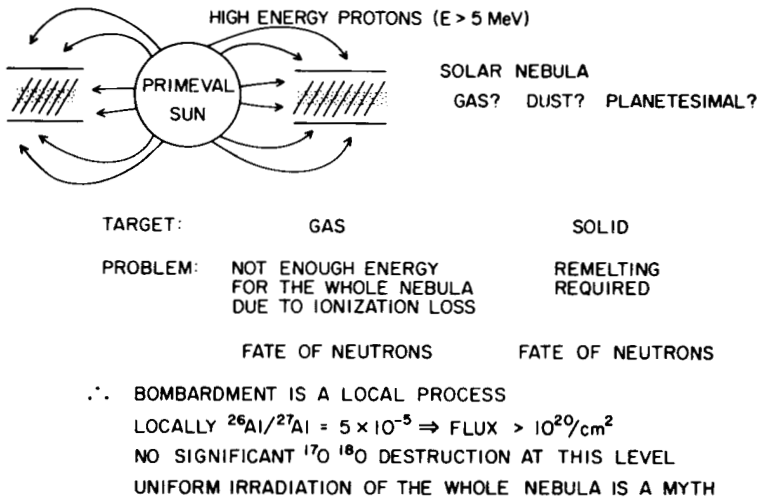 HIGH ENERGY PROTONS (E > 5 MeV)
PRIMEVAL
SUN
SOLAR NEBULA
GAS? DUST? PLANETESIMAL?
TARGET: GAS SOLID
PROBLEM: NOT ENOUGH ENERGY REMELTING
FOR THE WHOLE NEBULA REQUIRED
DUE TO IONIZATION LOSS
FATE OF NEUTRONS FATE OF NEUTRONS
∴ BOMBARDMENT IS A LOCAL PROCESS
LOCALLY ²⁶Al/²⁷Al = 5 × 10⁻⁵ ⇒ FLUX > 10²⁰/cm²
NO SIGNIFICANT ¹⁷O ¹⁸O DESTRUCTION AT THIS LEVEL
UNIFORM IRRADIATION OF THE WHOLE NEBULA IS A MYTH